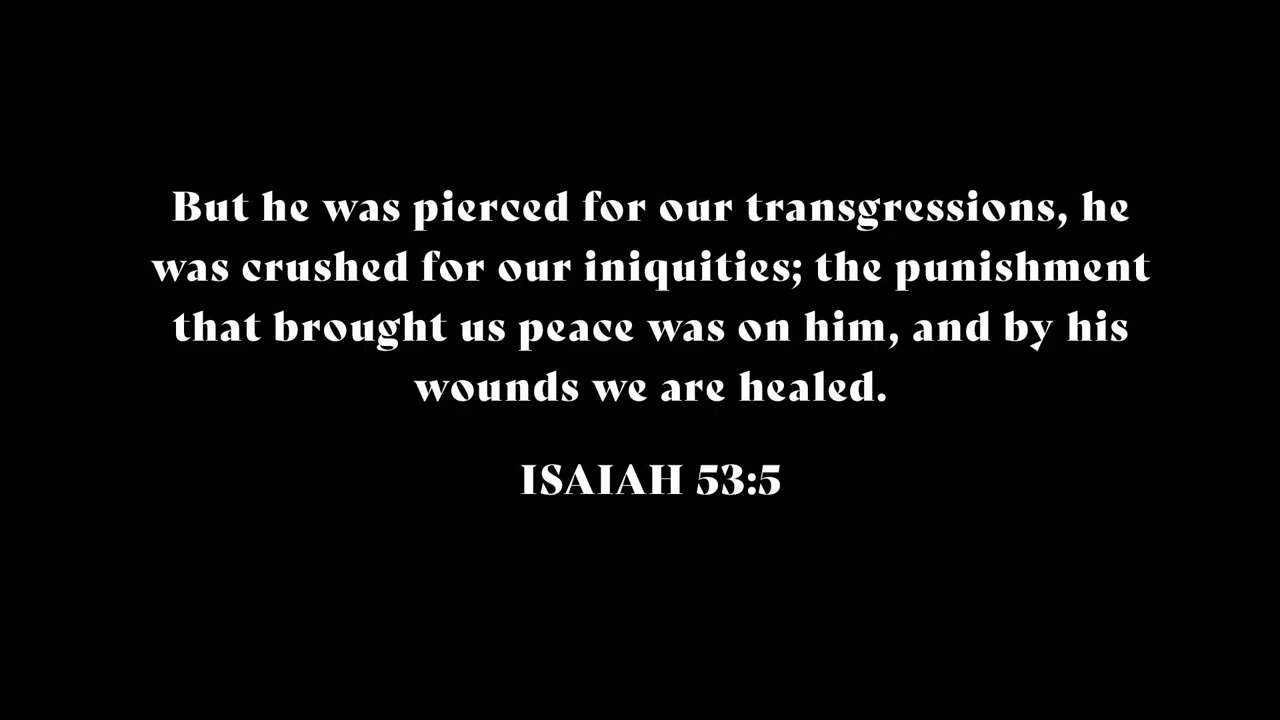 But he was pierced for our transgressions, he
was crushed for our iniquities; the punishment
that brought us peace was on him, and by his
wounds we are healed.
ISAIAH 53:5